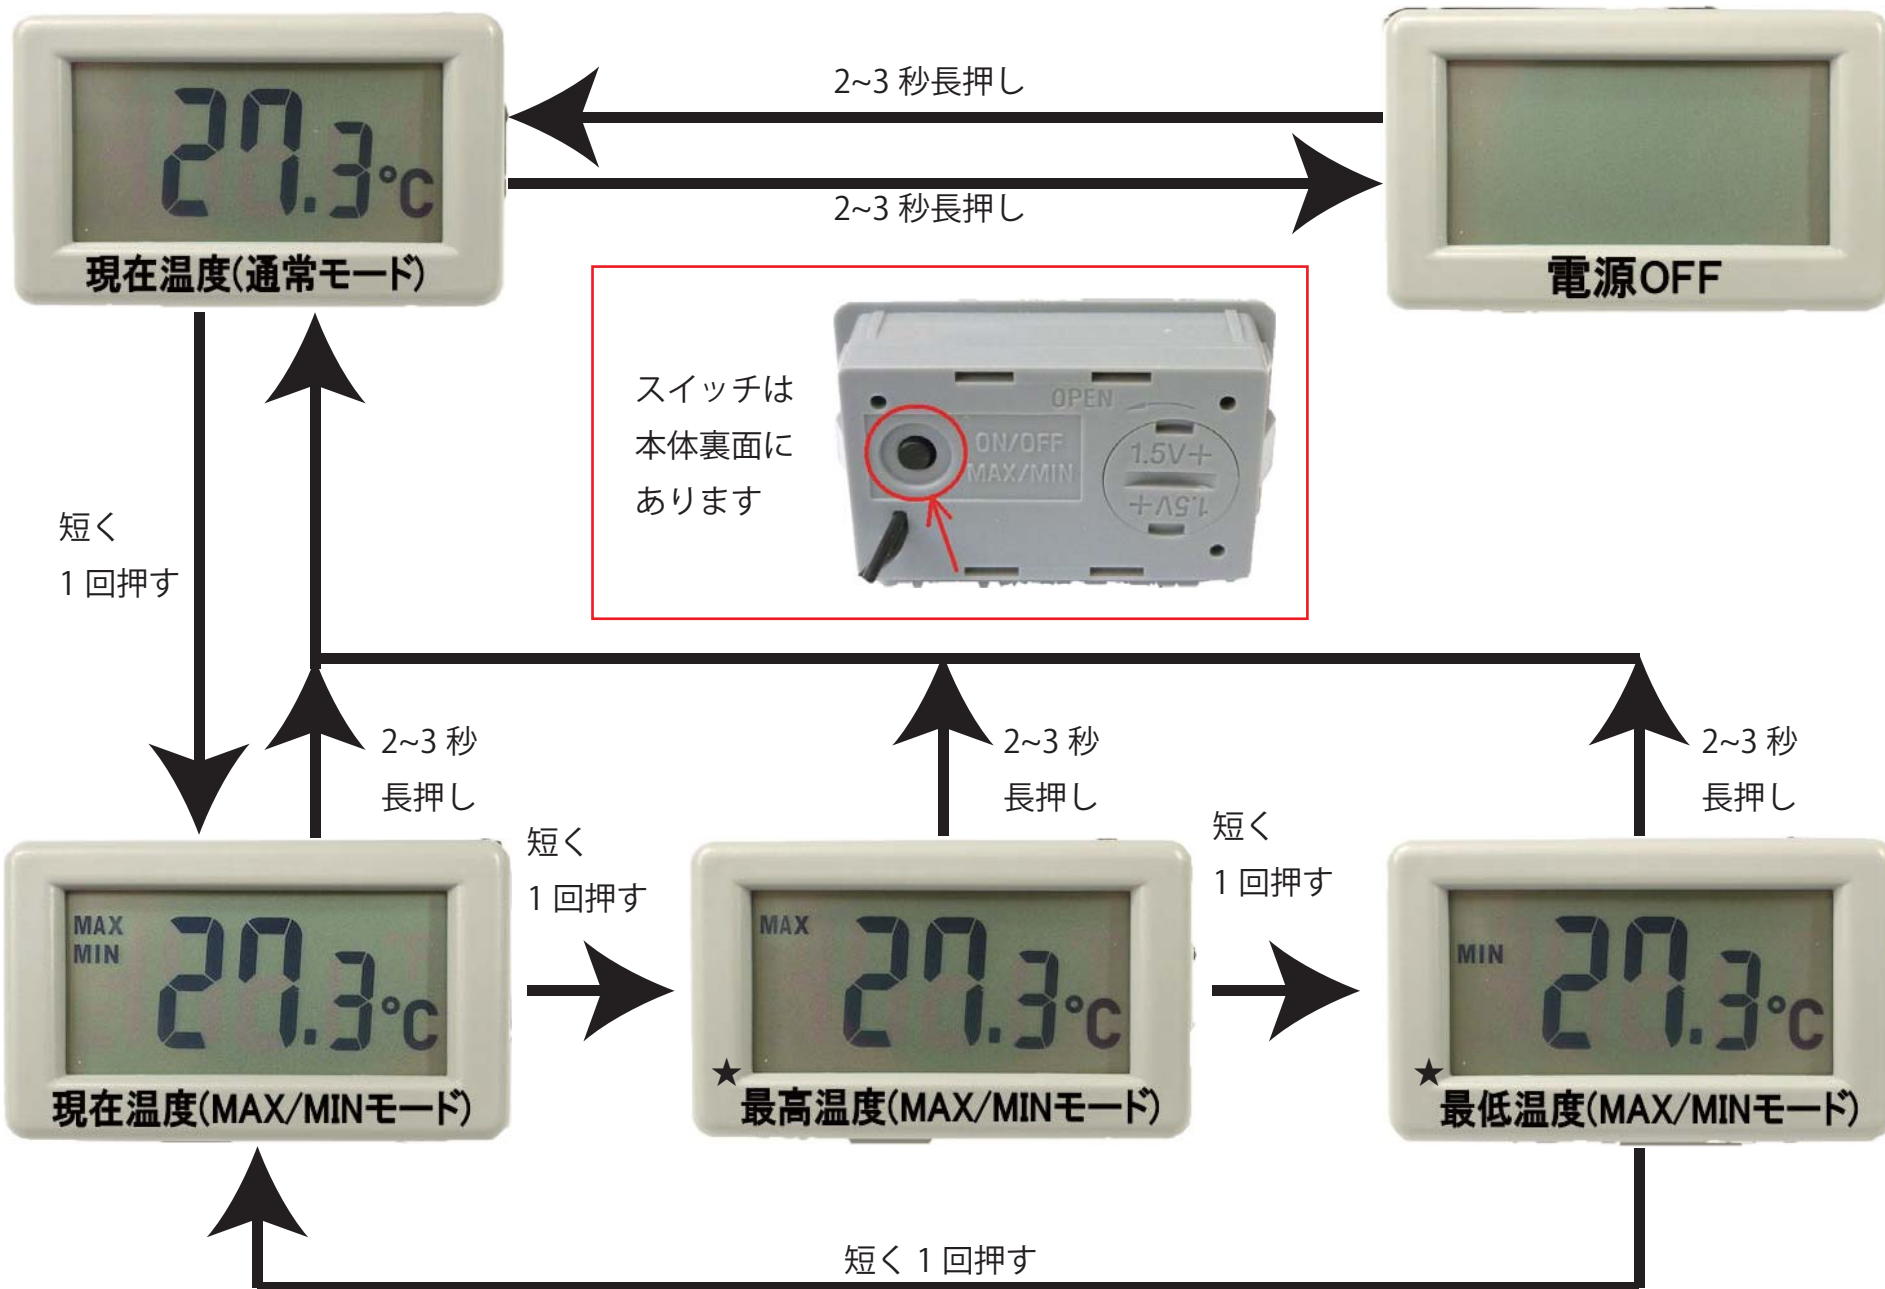 27.3℃
現在温度(通常モード)
2~3 秒長押し
2~3 秒長押し
電源OFF
スイッチは
本体裏面に
あります
OPEN
ON/OFF
MAX/MIN
1.5V+
1.5V+
短く
1 回押す
2~3 秒
長押し
2~3 秒
長押し
2~3 秒
長押し
短く
1 回押す
短く
1 回押す
MAX
MIN
27.3℃
現在温度(MAX/MINモード)
MAX
27.3℃
★
最高温度(MAX/MINモード)
MIN
27.3℃
★
最低温度(MAX/MINモード)
短く 1 回押す